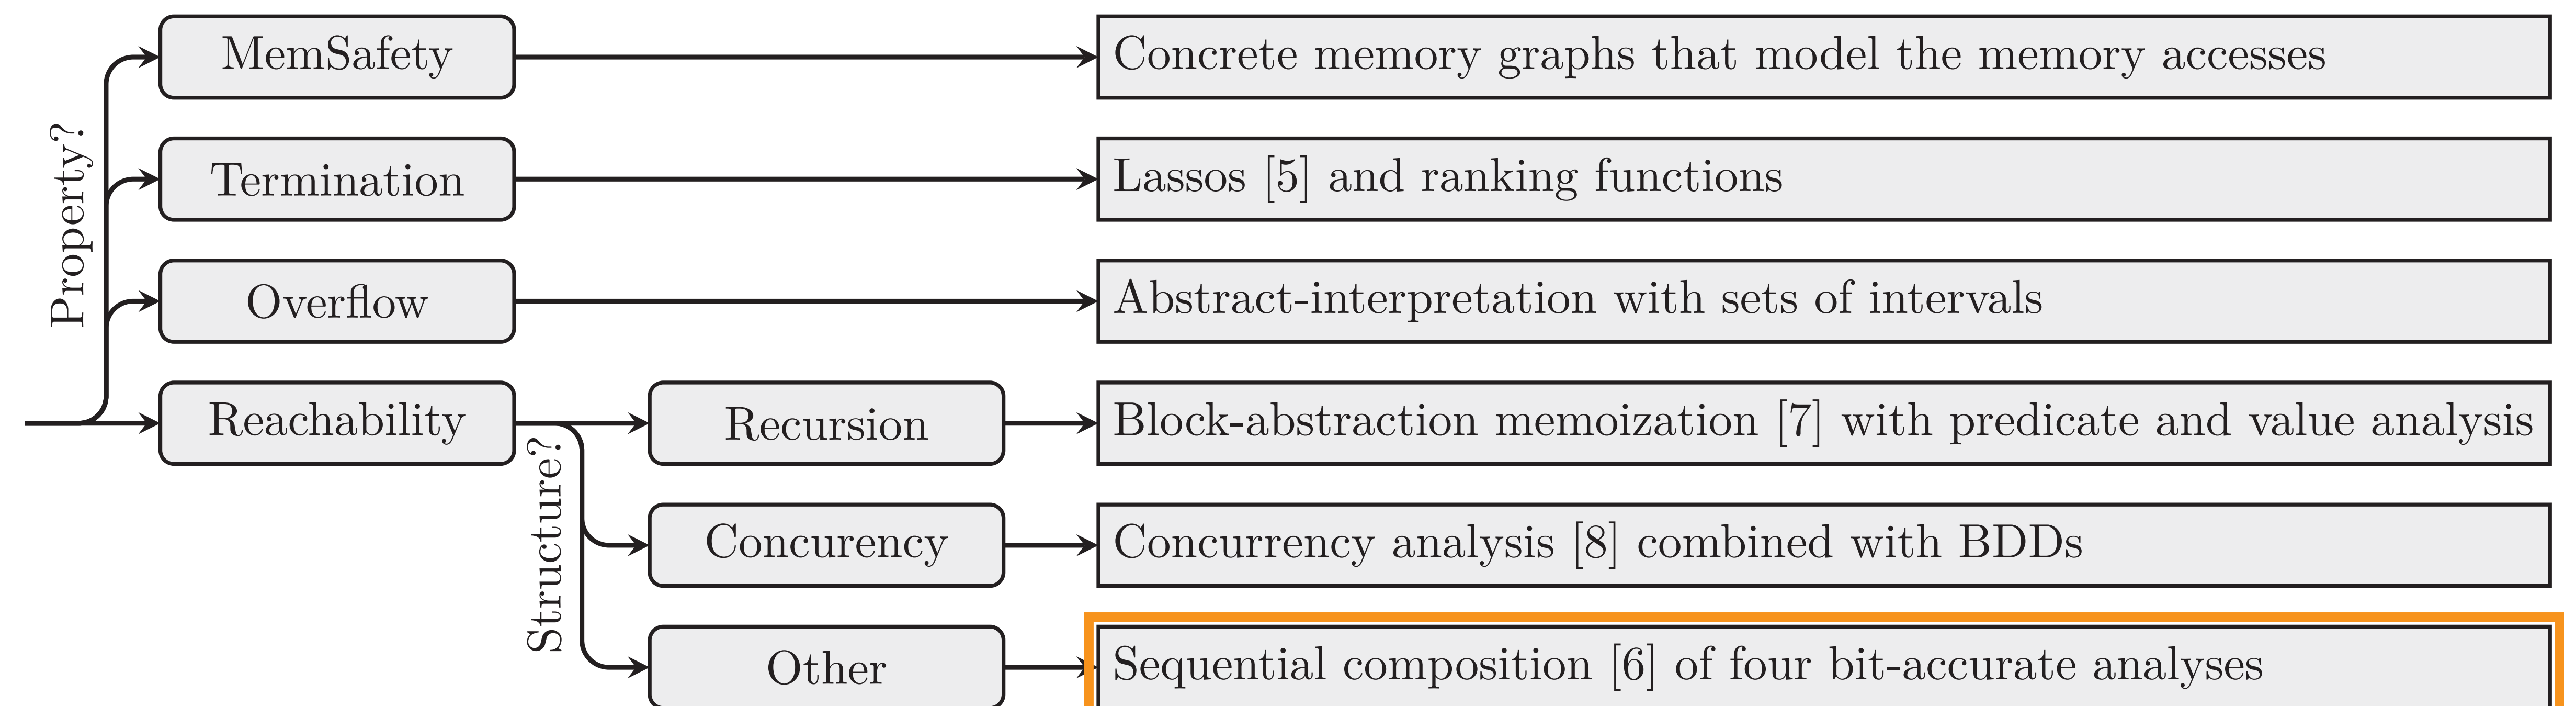 MemSafety
Concrete memory graphs that model the memory accesses
Property?
Termination
Lassos [5] and ranking functions
Overflow
Abstract-interpretation with sets of intervals
Reachability
Structure?
Recursion
Block-abstraction memoization [7] with predicate and value analysis
Concurency
Concurrency analysis [8] combined with BDDs
Other
Sequential composition [6] of four bit-accurate analyses